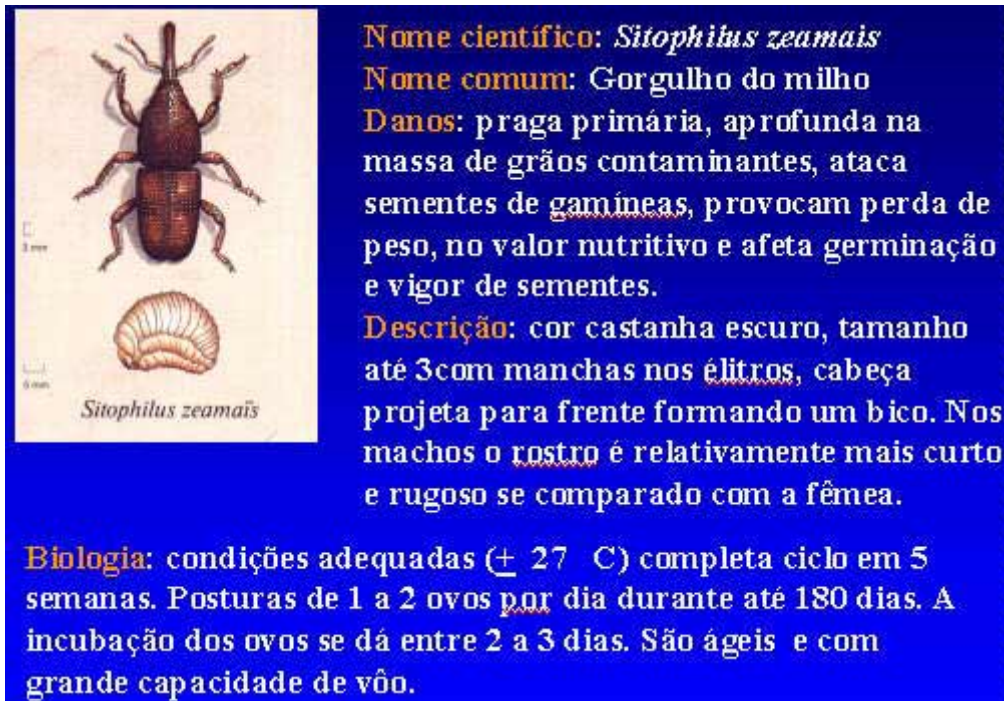 Nome científico: Sitophilus zeamais
Nome comum: Gorgulho do milho
Danos: praga primária, aprofunda na
massa de grãos contaminantes, ataca
sementes de gamíneas, provocam perda de
peso, no valor nutritivo e afeta germinação
e vigor de sementes.
Descrição: cor castanha escuro, tamanho
até 3com manchas nos élitros, cabeça
projeta para frente formando um bico. Nos
machos o rostro é relativamente mais curto
e rugoso se comparado com a fêmea.
Sitophilus zeamaïs
Biologia: condições adequadas (+ 27 C) completa ciclo em 5
semanas. Posturas de 1 a 2 ovos por dia durante até 180 dias. A
incubação dos ovos se dá entre 2 a 3 dias. São ágeis e com
grande capacidade de vôo.